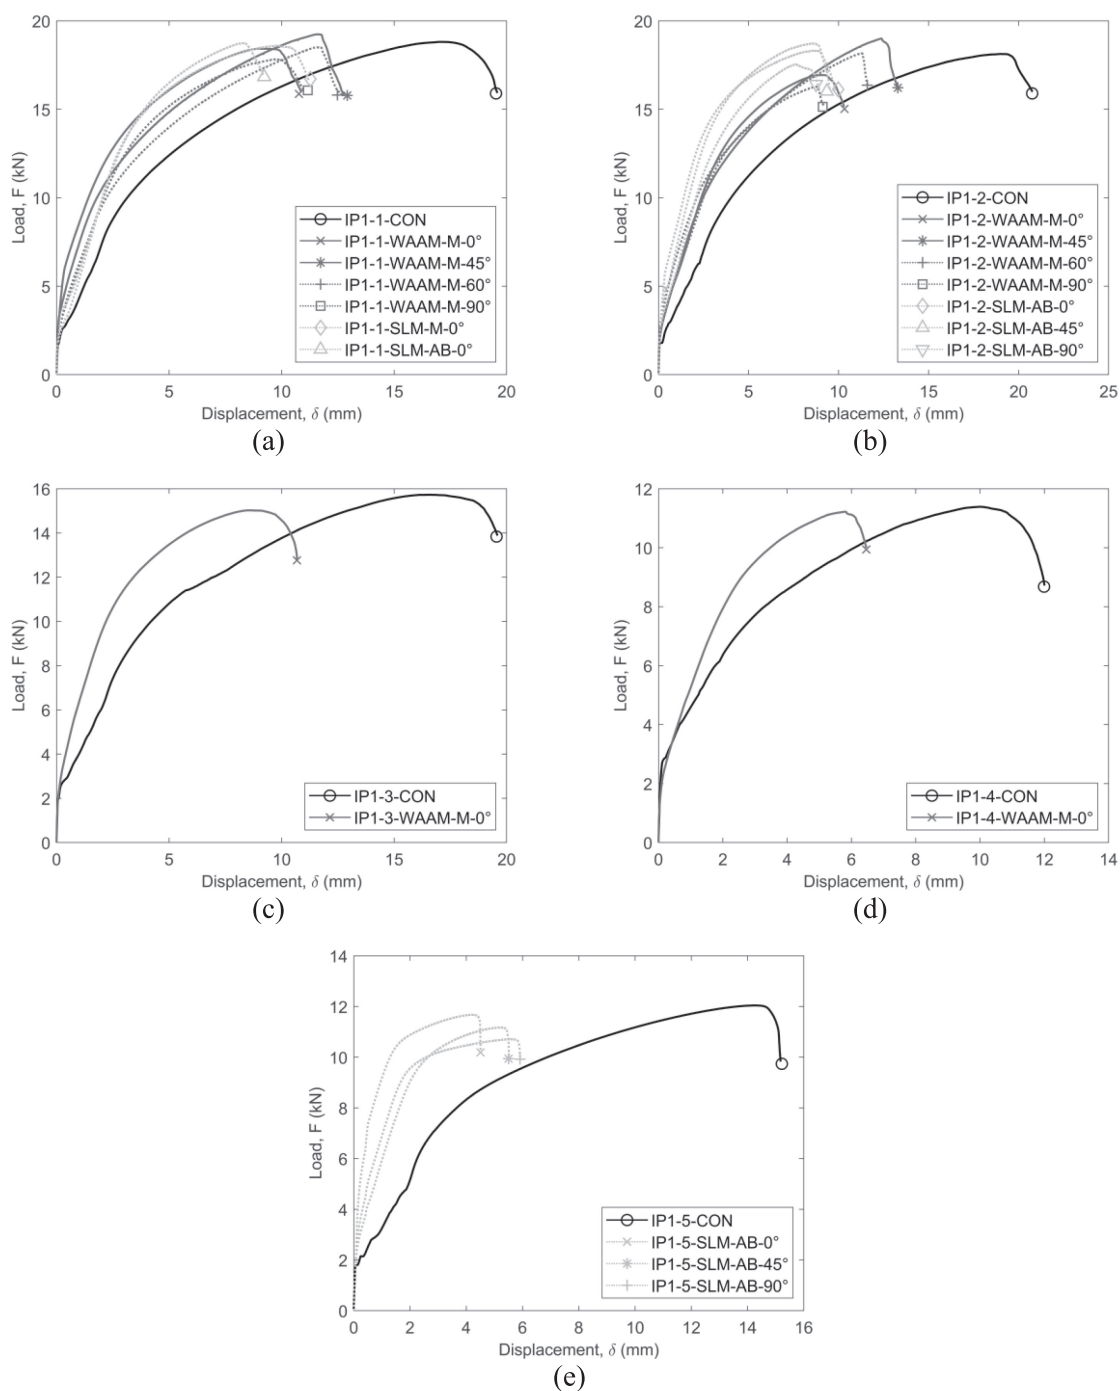 20
15
10
5
0
Load, F (kN)
IP1-1-CON
IP1-1-WAAM-M-0°
IP1-1-WAAM-M-45°
IP1-1-WAAM-M-60°
IP1-1-WAAM-M-90°
IP1-1-SLM-M-0°
IP1-1-SLM-AB-0°
0 5 10 15 20
Displacement, δ (mm)
(a)
20
15
10
5
0
Load, F (kN)
IP1-2-CON
IP1-2-WAAM-M-0°
IP1-2-WAAM-M-45°
IP1-2-WAAM-M-60°
IP1-2-WAAM-M-90°
IP1-2-SLM-AB-0°
IP1-2-SLM-AB-45°
IP1-2-SLM-AB-90°
0 5 10 15 20 25
Displacement, δ (mm)
(b)
16
14
12
10
8
6
4
2
0
Load, F (kN)
IP1-3-CON
IP1-3-WAAM-M-0°
0 5 10 15 20
Displacement, δ (mm)
(c)
12
10
8
6
4
2
0
Load, F (kN)
IP1-4-CON
IP1-4-WAAM-M-0°
0 2 4 6 8 10 12 14
Displacement, δ (mm)
(d)
14
12
10
8
6
4
2
0
Load, F (kN)
IP1-5-CON
IP1-5-SLM-AB-0°
IP1-5-SLM-AB-45°
IP1-5-SLM-AB-90°
0 2 4 6 8 10 12 14 16
Displacement, δ (mm)
(e)